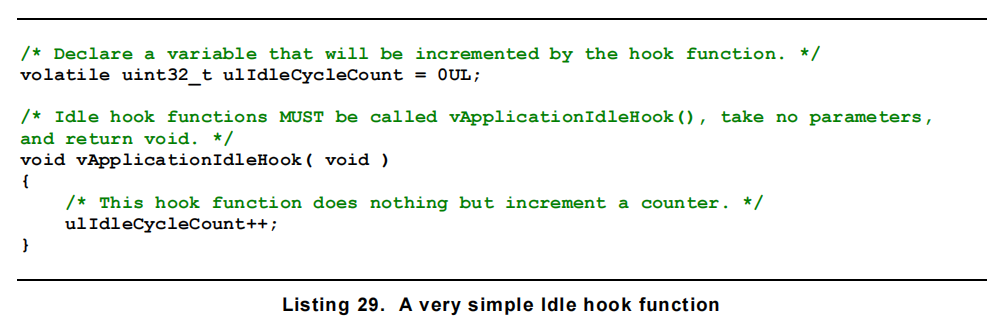 /* Declare a variable that will be incremented by the hook function. */
volatile uint32_t ulIdleCycleCount = 0UL;
/* Idle hook functions MUST be called vApplicationIdleHook(), take no parameters,
and return void. */
void vApplicationIdleHook( void )
{
    /* This hook function does nothing but increment a counter. */
    ulIdleCycleCount++;
}
Listing 29. A very simple Idle hook function